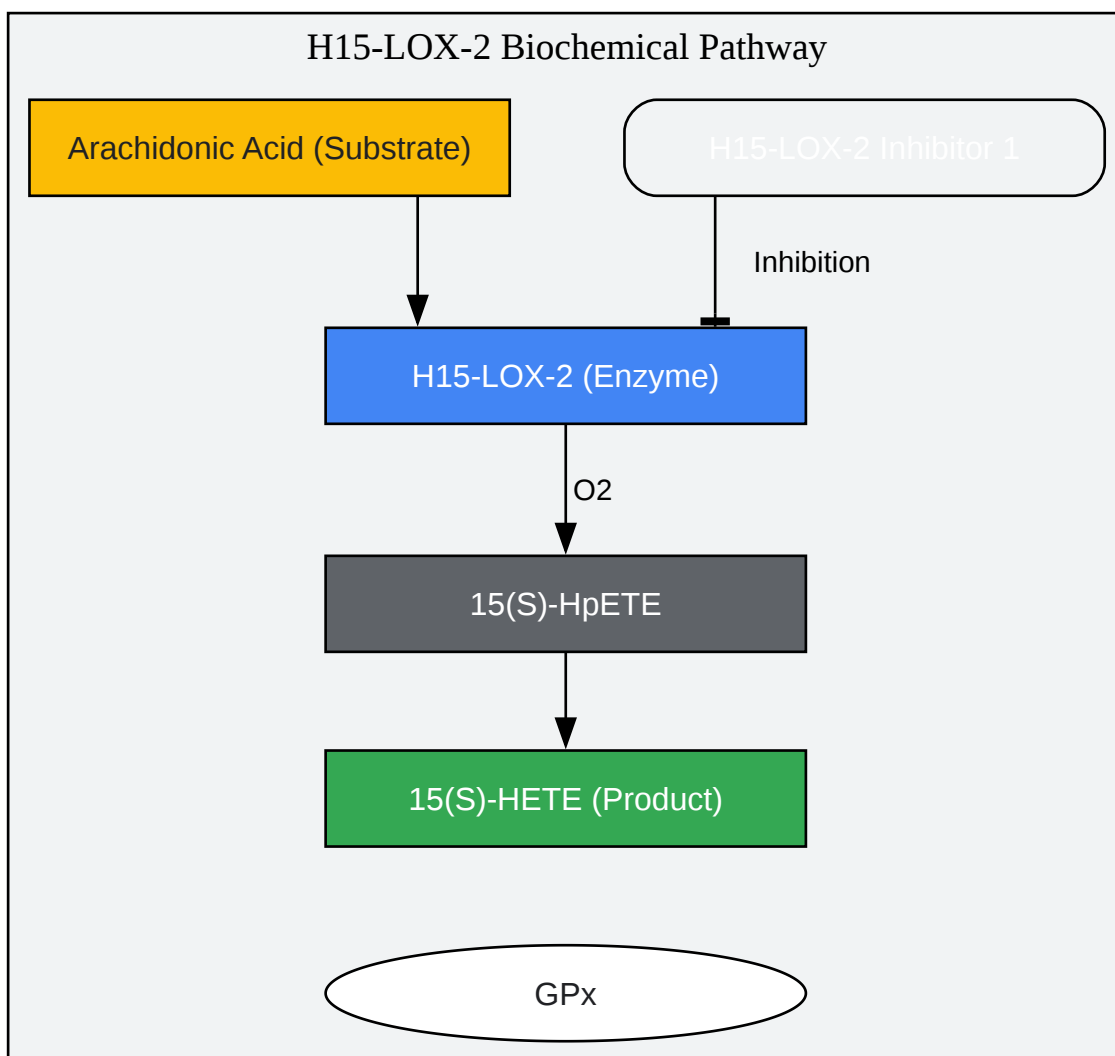 H15-LOX-2 Biochemical Pathway
Arachidonic Acid (Substrate)
H15-LOX-2 Inhibitor 1
Inhibition
H15-LOX-2 (Enzyme)
O2
15(S)-HpETE
15(S)-HETE (Product)
GPx